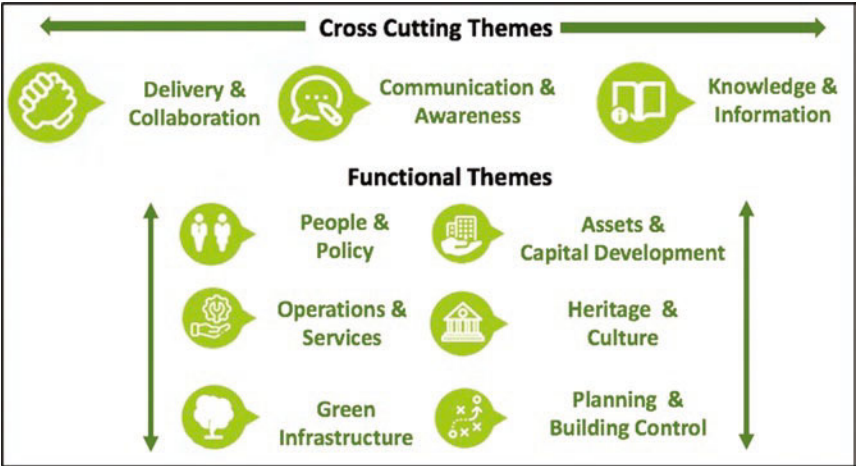 Cross Cutting Themes
Delivery &
Collaboration
Communication &
Awareness
Knowledge &
Information
Functional Themes
People &
Policy
Assets &
Capital Development
Operations &
Services
Heritage &
Culture
Green
Infrastructure
Planning &
Building Control